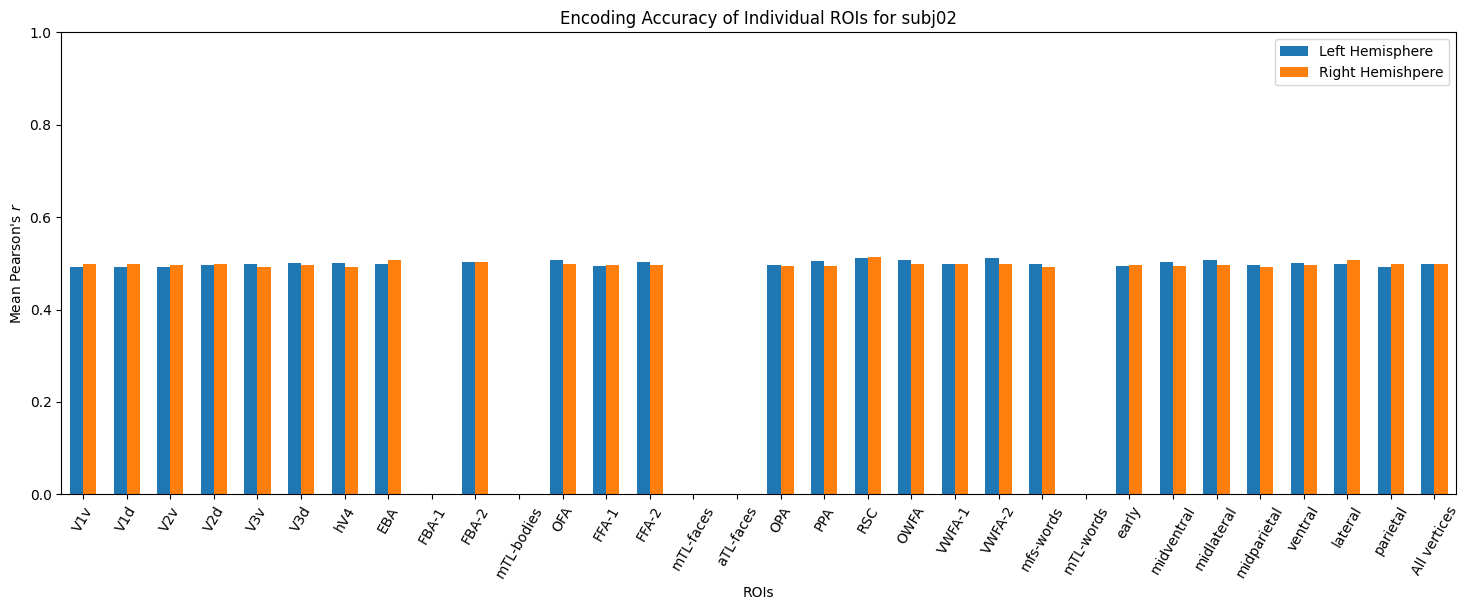 Encoding Accuracy of Individual ROIs for subj02
1.0
0.8
0.6
0.4
0.2
0.0
Mean Pearson's r
Left Hemisphere
Right Hemishpere
V1v
V1d
V2v
V2d
V3v
V3d
hV4
EBA
FBA-1
FBA-2
mTL-bodies
OFA
FFA-1
FFA-2
mTL-faces
aTL-faces
OPA
PPA
RSC
OWFA
VWFA-1
VWFA-2
mfs-words
mTL-words
early
midventral
midlateral
midparietal
ventral
lateral
parietal
All vertices
ROIs